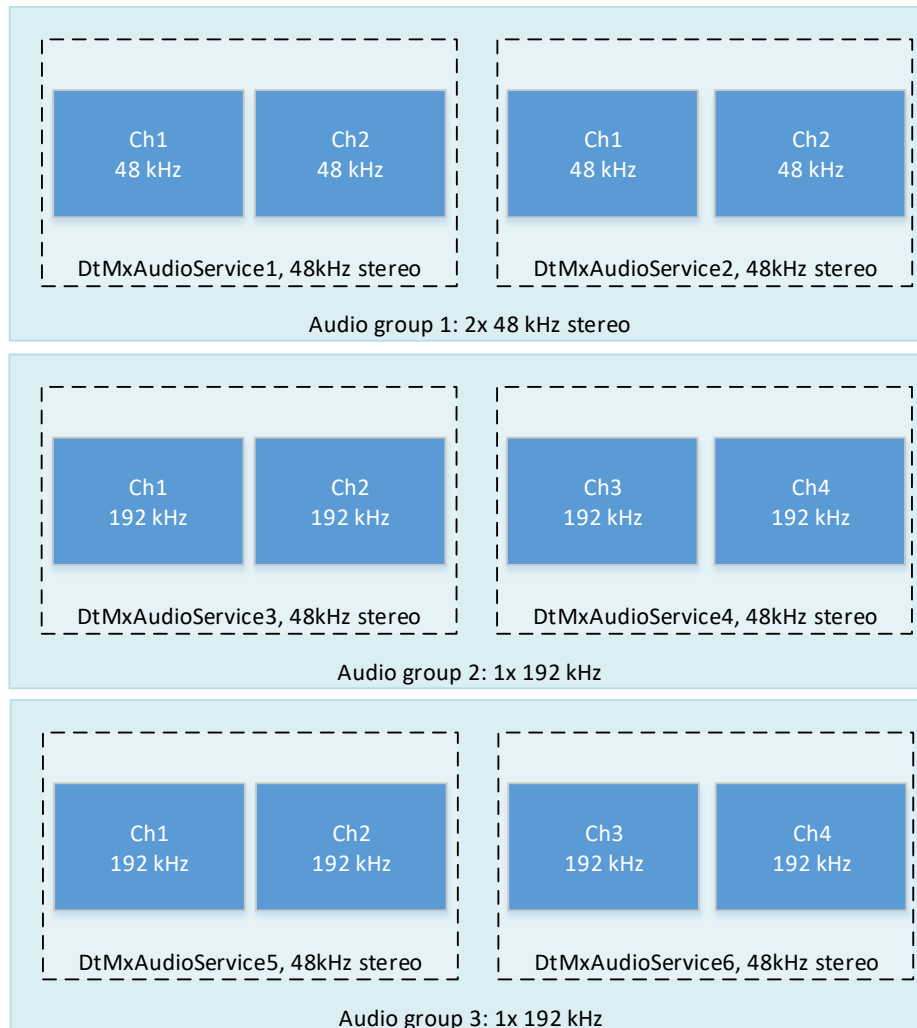 Ch1
48 kHz
Ch2
48 kHz
Ch1
48 kHz
Ch2
48 kHz
DtMxAudioService1, 48kHz stereo
DtMxAudioService2, 48kHz stereo
Audio group 1: 2x 48 kHz stereo
Ch1
192 kHz
Ch2
192 kHz
Ch3
192 kHz
Ch4
192 kHz
DtMxAudioService3, 48kHz stereo
DtMxAudioService4, 48kHz stereo
Audio group 2: 1x 192 kHz
Ch1
192 kHz
Ch2
192 kHz
Ch3
192 kHz
Ch4
192 kHz
DtMxAudioService5, 48kHz stereo
DtMxAudioService6, 48kHz stereo
Audio group 3: 1x 192 kHz